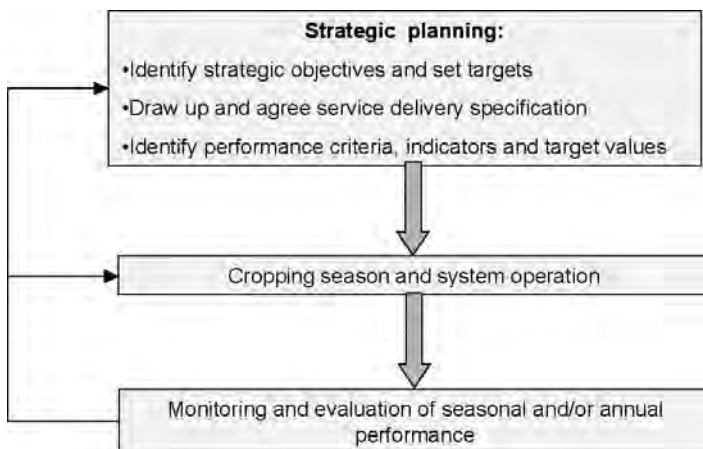 Strategic planning:
•Identify strategic objectives and set targets
•Draw up and agree service delivery specification
•Identify performance criteria, indicators and target values
Cropping season and system operation
Monitoring and evaluation of seasonal and/or annual
performance